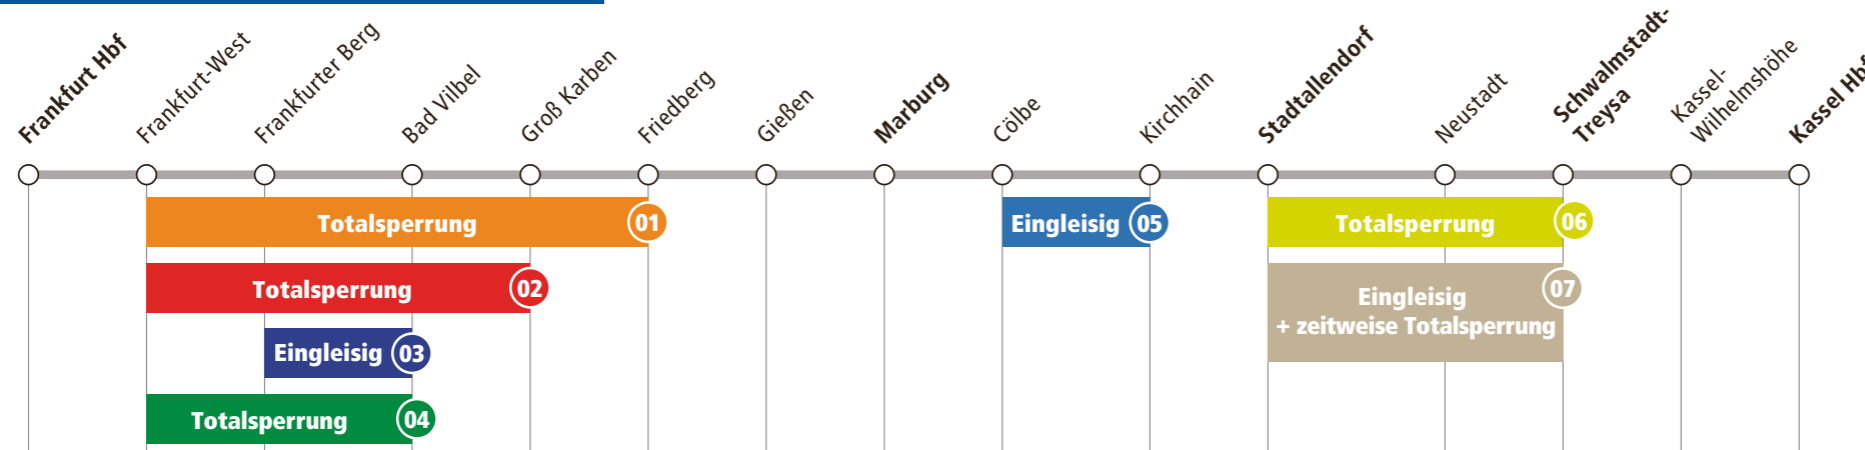 Frankfurt Hbf
Frankfurt-West
Frankfurter Berg
Bad Vilbel
Groß Karben
Friedberg
Gießen
Marburg
Cölbe
Kirchhain
Stadtallendorf
Neustadt
Schwalmstadt-
Treysa
Kassel-
Wilhelmshöhe
Kassel Hbf
Totalsperrung 01
Eingleisig 05
Totalsperrung 06
Totalsperrung 02
Eingleisig
+ zeitweise Totalsperrung
07
Eingleisig 03
Totalsperrung 04